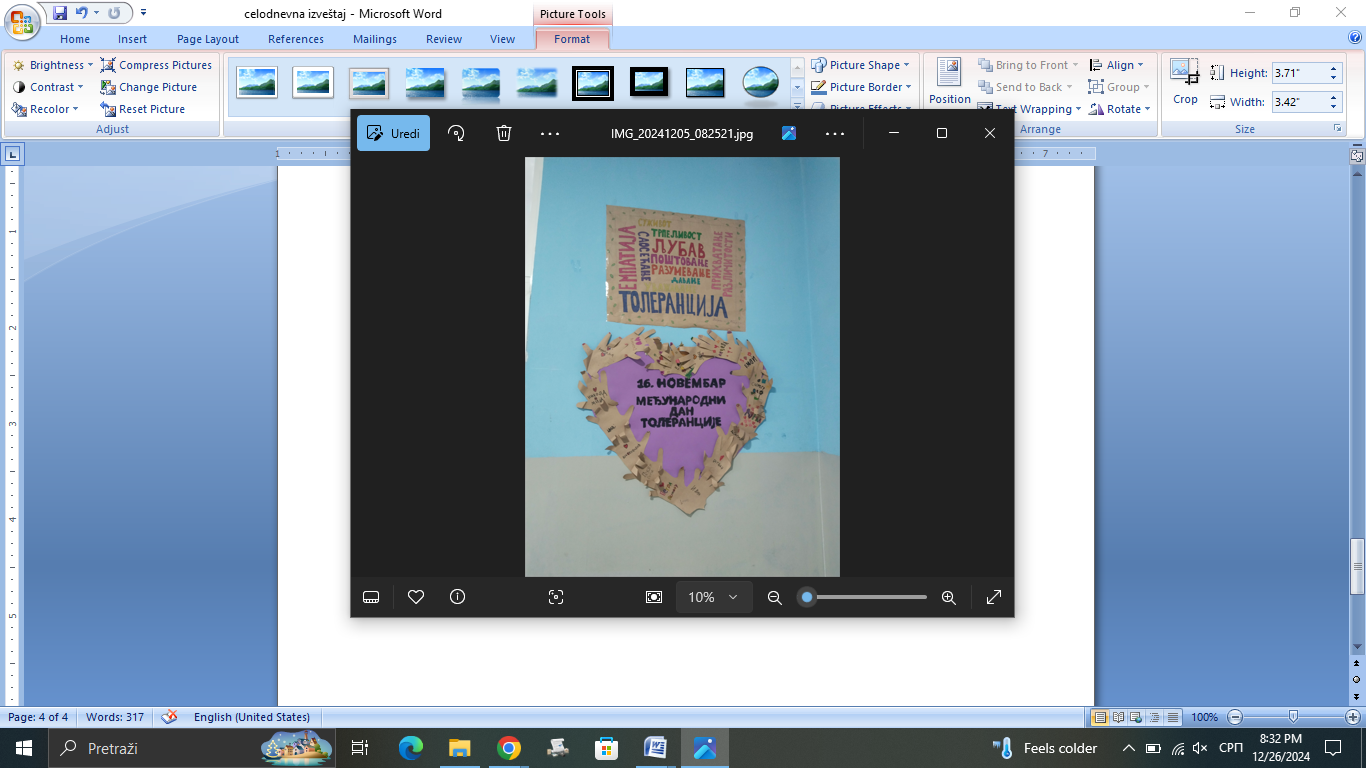 celodnevna izveštaj - Microsoft Word
Picture Tools
Home Insert Page Layout References Mailings Review View Format
Brightness
Contrast
Recolor
Compress Pictures
Change Picture
Reset Picture
Adjust
Picture Shape
Picture Border
Picture Effects
Position
Bring to Front
Send to Back
Text Wrapping
Align
Group
Rotate
Arrange
Crop
Height: 3.71"
Width: 3.42"
Size
Uredi
IMG_20241205_082521.jpg
ЕМПАТИЈА
САОСЕЋАЊЕ
ТРПЕЉИВОСТ
ЉУБАВ
ПОШТОВАЊЕ
РАЗУМЕВАЊЕ
ДАВАЊЕ
ПРИХВАТАЊЕ
РАЗЛИЧИТОСТИ
ТОЛЕРАНЦИЈА
16. НОВЕМБАР
МЕЂУНАРОДНИ
ДАН
ТОЛЕРАНЦИЈЕ
10%
Page: 4 of 4 Words: 317 English (United States) 100%
Pretraži
Feels colder
СРП
8:32 PM
12/26/2024